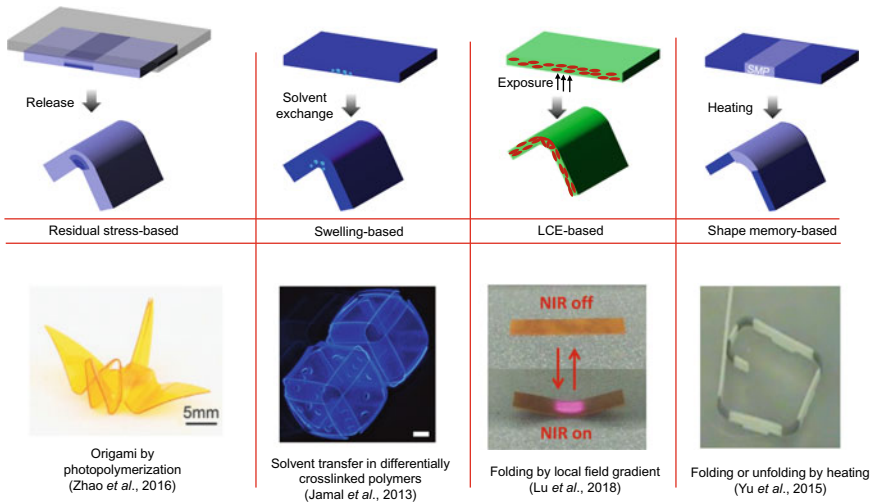 Release
Solvent
exchange
Exposure
SMP
Heating
Residual stress-based
Swelling-based
LCE-based
Shape memory-based
5mm
NIR off
NIR on
Origami by
photopolymerization
(Zhao et al., 2016)
Solvent transfer in differentially
crosslinked polymers
(Jamal et al., 2013)
Folding by local field gradient
(Lu et al., 2018)
Folding or unfolding by heating
(Yu et al., 2015)